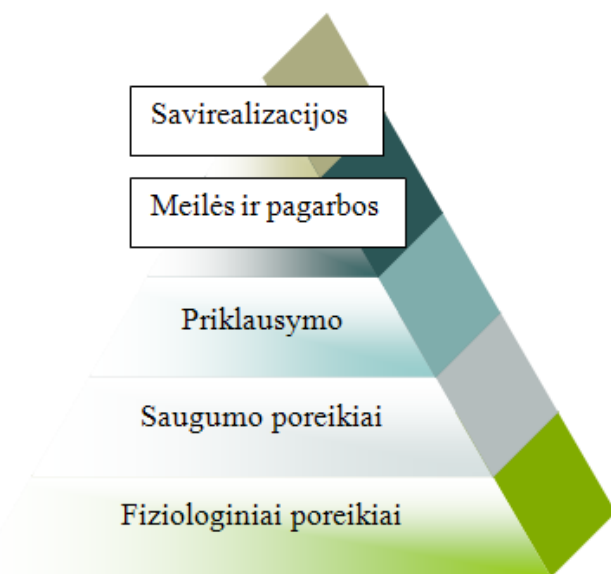 Savirealizacijos
Meilės ir pagarbos
Priklausymo
Saugumo poreikiai
Fiziologiniai poreikiai